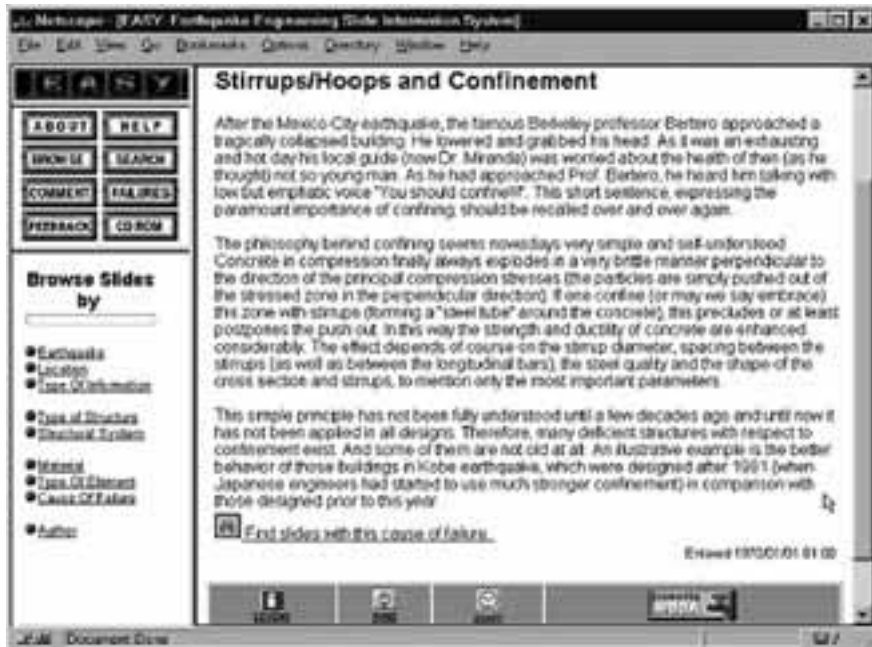 Netscape - [EASY: Earthquake Engineering Slide Information System]
File Edit View Go Bookmarks Options Directory Window Help
EASY
ABOUT HELP
BROWSE SEARCH
COMMENT FAILURES
FEEDBACK CD-ROM
Browse Slides
by
Earthquake
Location
Type Of Information
Type of Structure
Structural System
Material
Type Of Element
Cause Of Failure
Author
Stirrups/Hoops and Confinement
After the Mexico-City earthquake, the famous Berkeley professor Bertero approached a
tragically collapsed building. He lowered and grabbed his head. As it was an exhausting
and hot day his local guide (now Dr. Miranda) was worried about the health of then (as he
thought) not so young man. As he had approached Prof. Bertero, he heard him talking with
low but emphatic voice "You should confine!!!". This short sentence, expressing the
paramount importance of confining, should be recalled over and over again.
The philosophy behind confining seems nowadays very simple and self-understood.
Concrete in compression finally always explodes in a very brittle manner perpendicular to
the direction of the principal compression stresses (the particles are simply pushed out of
the stressed zone in the perpendicular direction). If one confine (or may we say embrace)
this zone with stirrups (forming a "steel tube" around the concrete), this precludes or at least
postpones the push out. In this way the strength and ductility of concrete are enhanced
considerably. The effect depends of course on the stirrup diameter, spacing between the
stirrups (as well as between the longitudinal bars), the steel quality and the shape of the
cross section and stirrups, to mention only the most important parameters.
This simple principle has not been fully understood until a few decades ago and until now it
has not been applied in all designs. Therefore, many deficient structures with respect to
confinement exist. And some of them are not old at all. An illustrative example is the better
behavior of those buildings in Kobe earthquake, which were designed after 1981 (when
Japanese engineers had started to use much stronger confinement) in comparison with
those designed prior to this year.
Find slides with this cause of failure.
Entered 1970/01/01 01:00
Document: Done